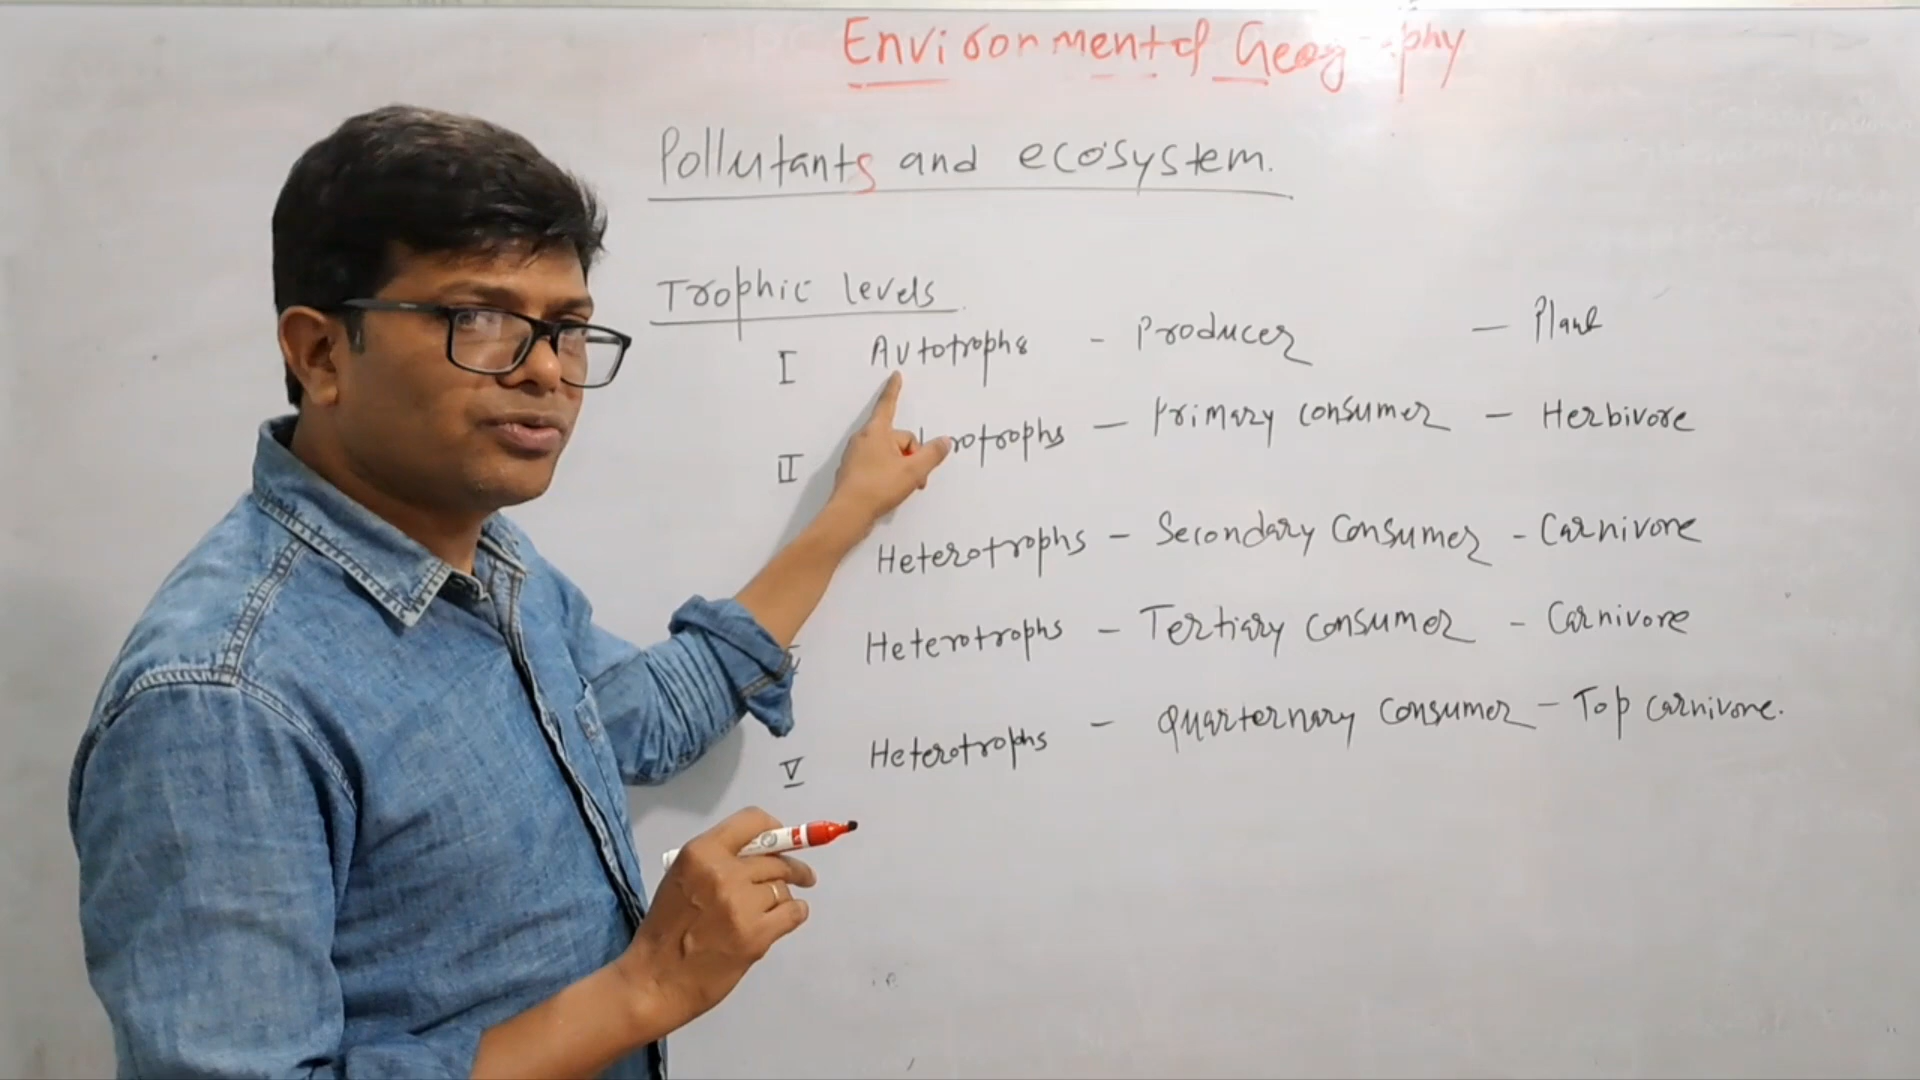 Environmental Geography
Pollutants and ecosystem.
Trophic levels
I Autotrophs - Producer - Plant
II rotrophs - Primary consumer - Herbivore
Heterotrophs - Secondary Consumer - Carnivore
Heterotrophs - Tertiary consumer - Carnivore
V Heterotrophs - Quarternary consumer - Top carnivore.